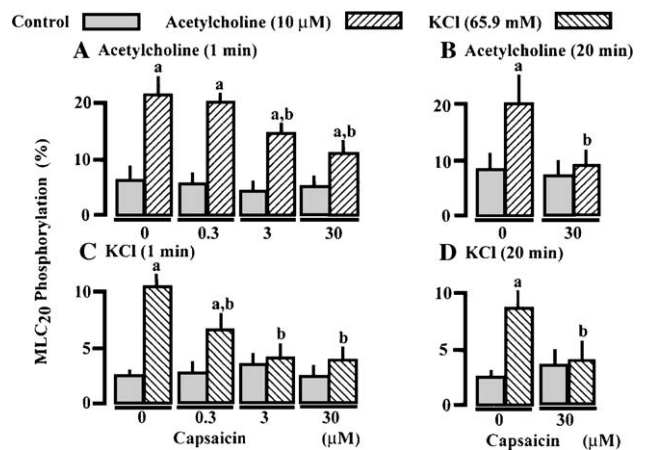 Control Acetylcholine (10 µM) KCl (65.9 mM)
A Acetylcholine (1 min) B Acetylcholine (20 min)
MLC20 Phosphorylation (%)
20
10
0
a
a
a,b
a,b
0 0.3 3 30
20
10
0
a
b
0 30
C KCl (1 min) D KCl (20 min)
10
5
0
a
a,b
b
b
0 0.3 3 30
Capsaicin (µM)
10
5
0
a
b
0 30
Capsaicin (µM)